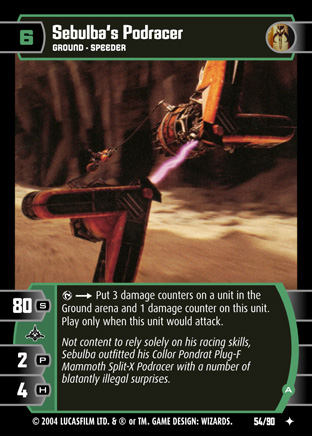 6
Sebulba's Podracer
GROUND • SPEEDER
80 S
2 P
4 H
Put 3 damage counters on a unit in the
Ground arena and 1 damage counter on this unit.
Play only when this unit would attack.
Not content to rely solely on his racing skills,
Sebulba outfitted his Collor Pondrat Plug-F
Mammoth Split-X Podracer with a number of
blatantly illegal surprises.
A
© 2004 LUCASFILM LTD. & ® or TM. GAME DESIGN: WIZARDS.
54/90